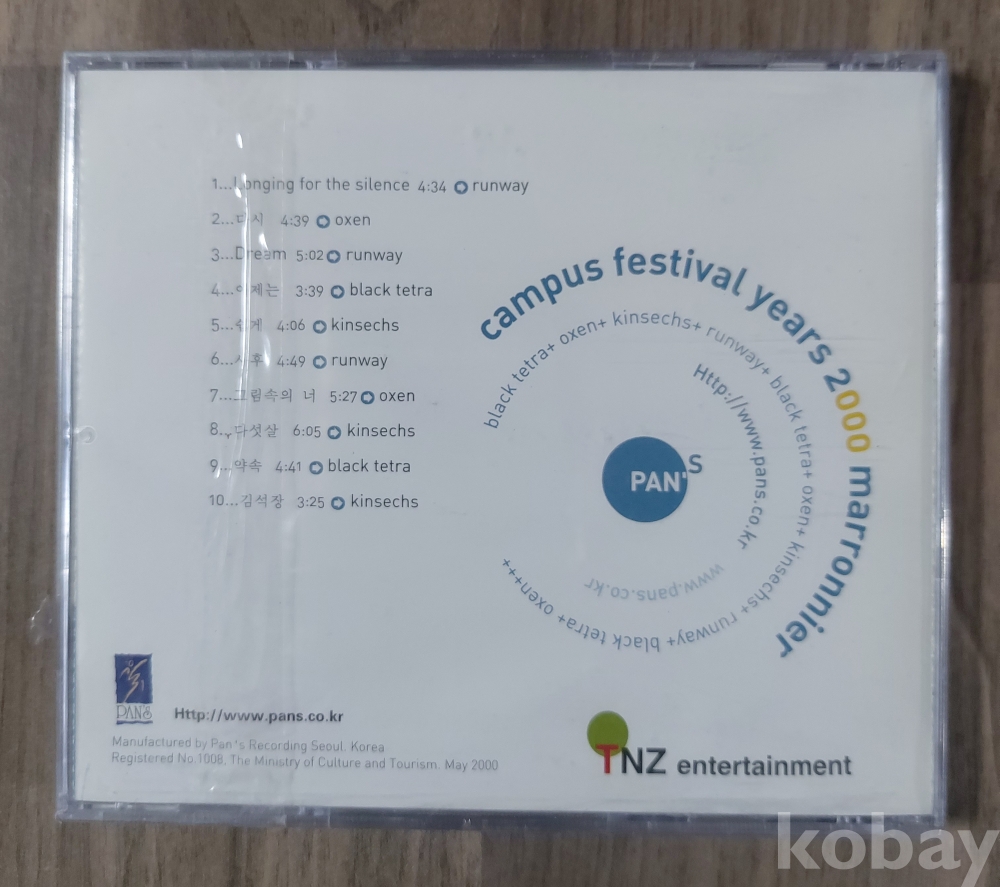 1...Longing for the silence 4:34 runway
2...다시 4:39 oxen
3...Dream 5:02 runway
4...이제는 3:39 black tetra
5... 4:06 kinsechs
6... 4:49 runway
7...그림속의 너 5:27 oxen
8...다섯살 6:05 kinsechs
9...약속 4:41 black tetra
10...김석장 3:25 kinsechs
campus festival years 2000 marronnier
black tetra+ oxen+ kinsechs+ runway+ black tetra+ oxen+ kinsechs+ runway+ black tetra+ oxen+++
Http://www.pans.co.kr
www.pans.co.kr
PAN'S
PAN'S
Http://www.pans.co.kr
Manufactured by Pan's Recording Seoul. Korea
Registered No.1008. The Ministry of Culture and Tourism. May 2000
TNZ entertainment
kobay